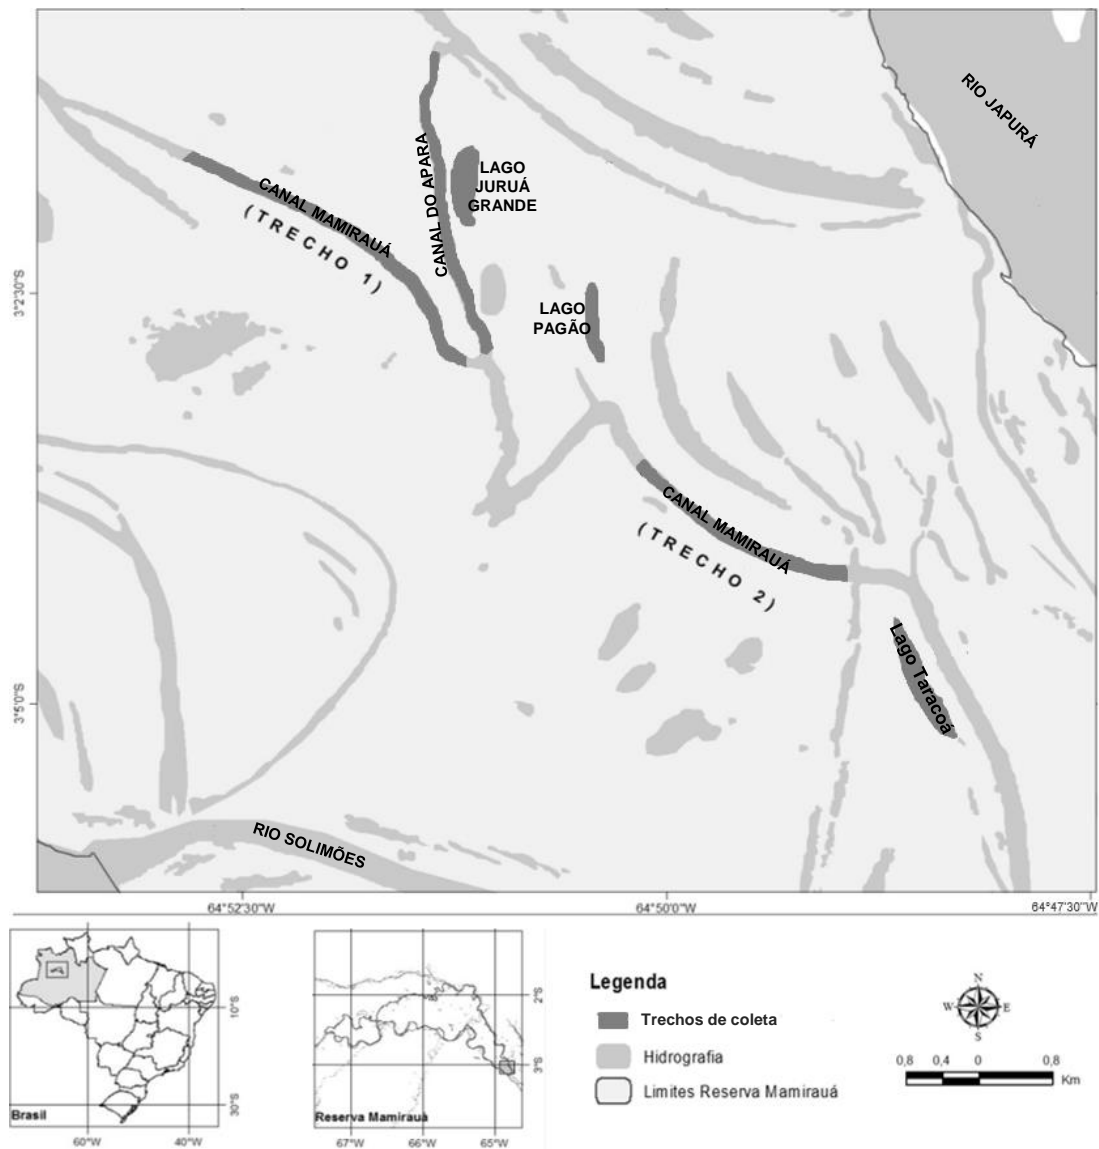 RIO JAPURÁ
CANAL DO APARA
LAGO
JURUÁ
GRANDE
CANAL MAMIRAUÁ
(TRECHO 1)
3°2'30"S
LAGO
PAGÃO
CANAL MAMIRAUÁ
(TRECHO 2)
Lago Taracoá
3°5'0"S
RIO SOLIMÕES
64°52'30"W
64°50'0"W
64°47'30"W
10°S
30°S
Brasil
60°W
40°W
2°S
3°S
Reserva Mamirauá
67°W
66°W
65°W
Legenda
Trechos de coleta
Hidrografia
Limites Reserva Mamirauá
N
W
E
S
0,8
0,4
0
0,8
Km